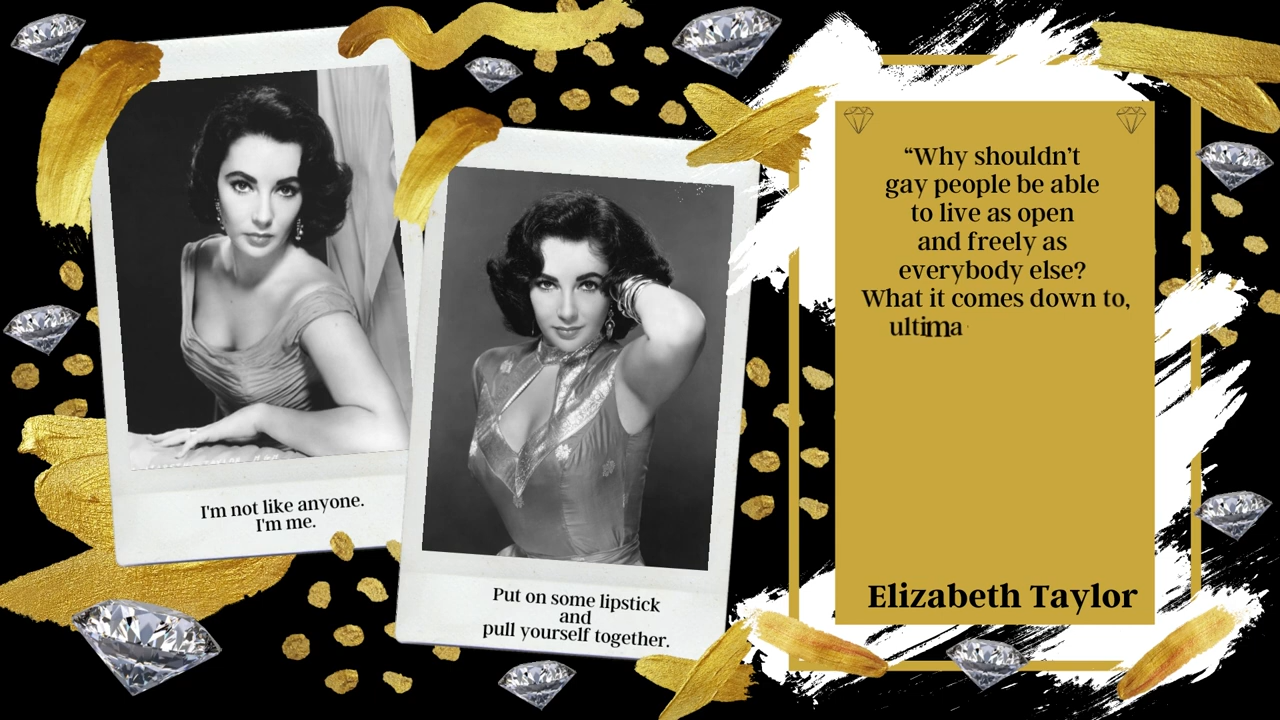 I'm not like anyone.
I'm me.
Put on some lipstick
and
pull yourself together.
“Why shouldn’t
gay people be able
to live as open
and freely as
everybody else?
What it comes down to,
ultima
Elizabeth Taylor